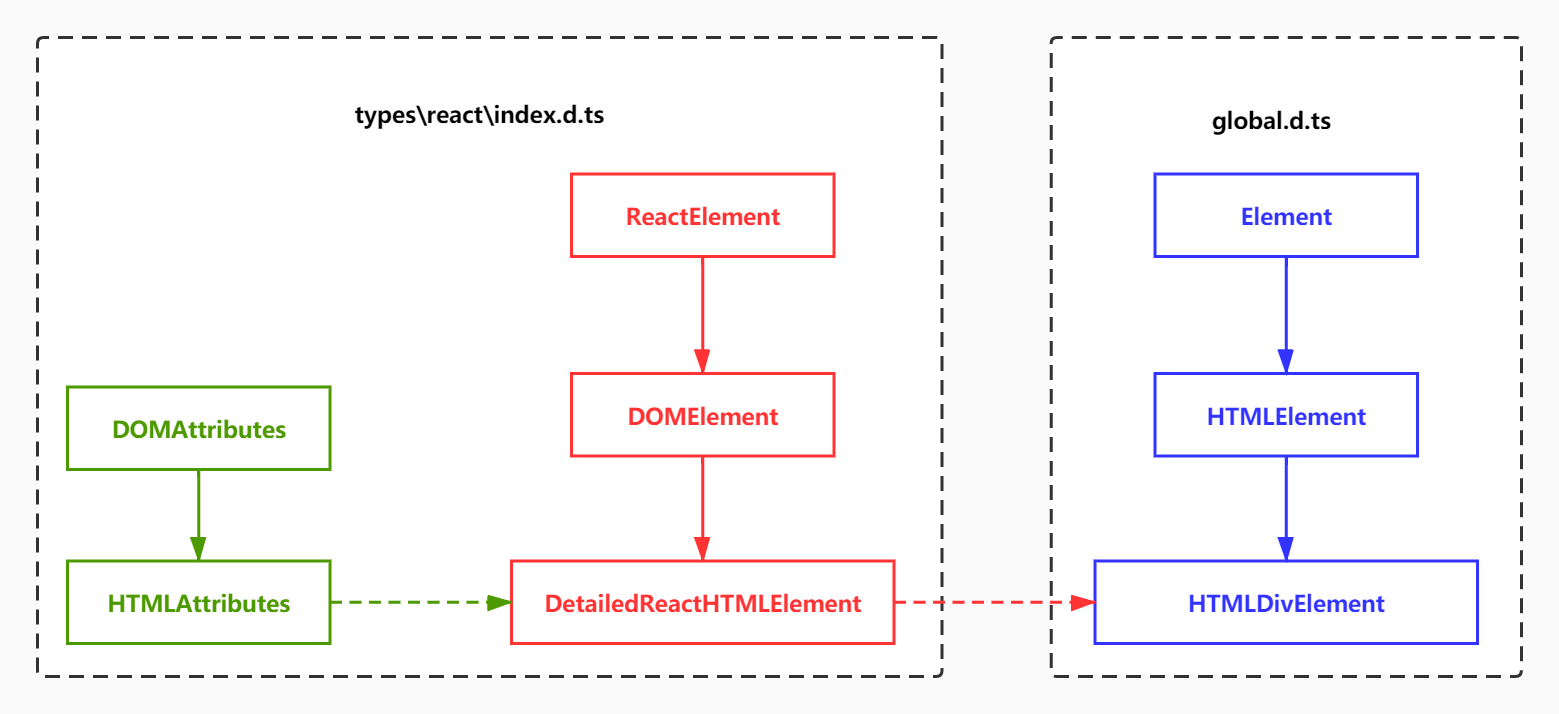 types\react\index.d.ts
ReactElement
DOMElement
DOMAttributes
HTMLAttributes
DetailedReactHTMLElement
global.d.ts
Element
HTMLElement
HTMLDivElement